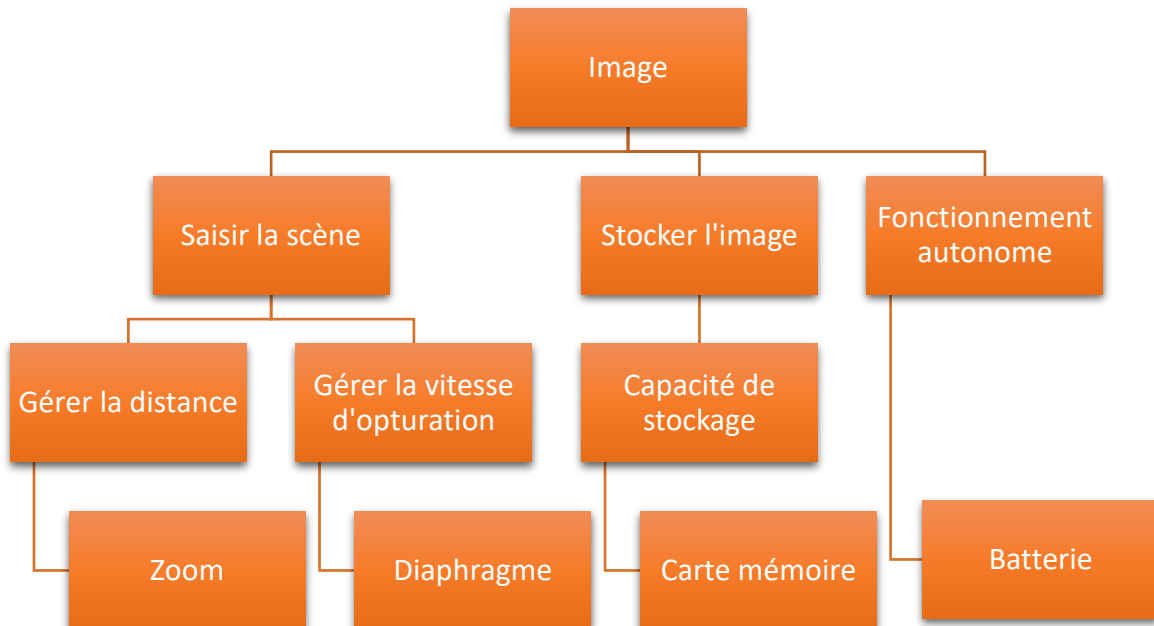 Image
Saisir la scène
Stocker l'image
Fonctionnement
autonome
Gérer la distance
Gérer la vitesse
d'opturation
Capacité de
stockage
Zoom
Diaphragme
Carte mémoire
Batterie